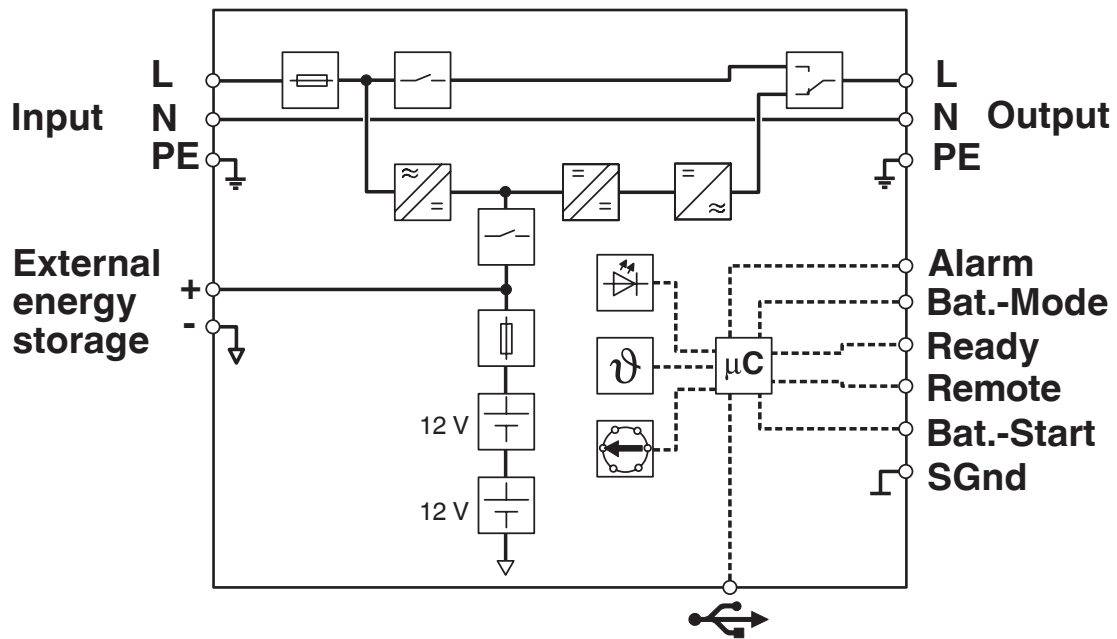 L
Input N
PE
L
N Output
PE
External
energy
storage
+
-
12 V
12 V
ϑ
µC
Alarm
Bat.-Mode
Ready
Remote
Bat.-Start
SGnd